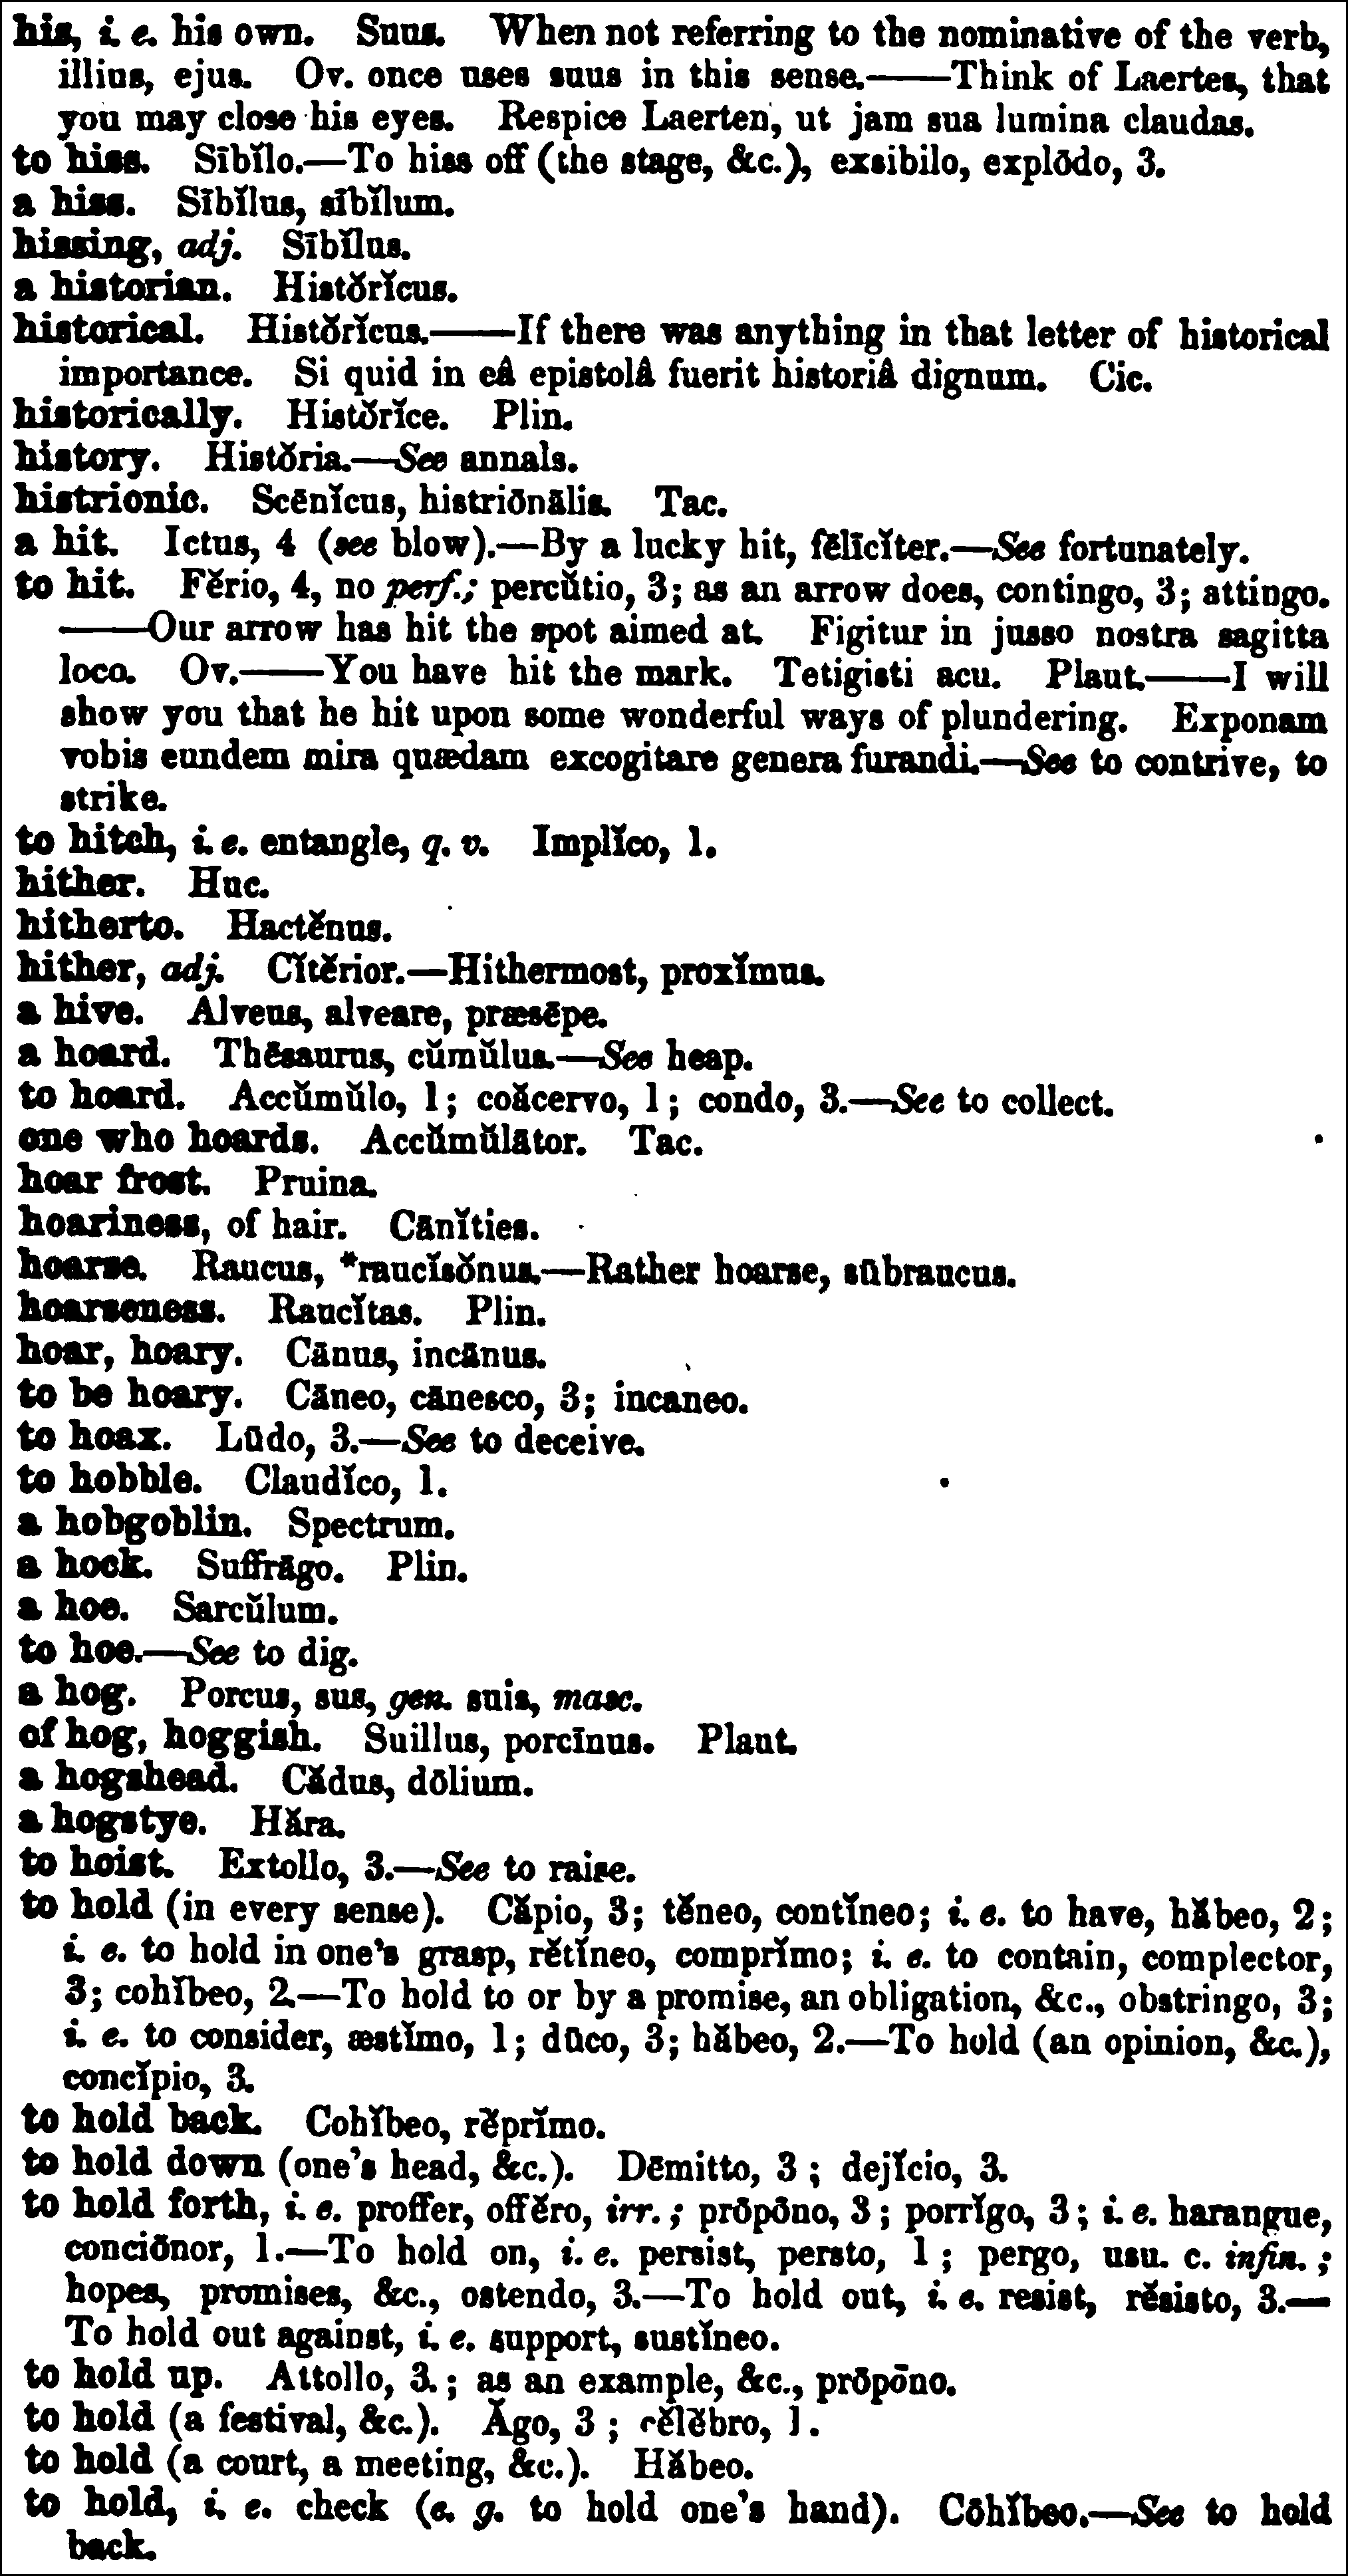 his, i. e. his own. Suus. When not referring to the nominative of the verb,
illius, ejus. Ov. once uses suus in this sense.——Think of Laertes, that
you may close his eyes. Respice Laerten, ut jam sua lumina claudas.
to hiss. Sībĭlo.—To hiss off (the stage, &c.), exsibilo, explōdo, 3.
a hiss. Sībĭlus, sībĭlum.
hissing, adj. Sībĭlus.
a historian. Histŏrĭcus.
historical. Histŏrĭcus.——If there was anything in that letter of historical
importance. Si quid in eâ epistolâ fuerit historiâ dignum. Cic.
historically. Histŏrĭce. Plin.
history. Histŏria.—See annals.
histrionic. Scēnĭcus, histriōnālis. Tac.
a hit. Ictus, 4 (see blow).—By a lucky hit, fēlīcĭter.—See fortunately.
to hit. Fĕrio, 4, no perf.; percŭtio, 3; as an arrow does, contingo, 3; attingo.
——Our arrow has hit the spot aimed at. Figitur in jusso nostra sagitta
loco. Ov.——You have hit the mark. Tetigisti acu. Plaut.——I will
show you that he hit upon some wonderful ways of plundering. Exponam
vobis eundem mira quædam excogitare genera furandi.—See to contrive, to
strike.
to hitch, i. e. entangle, q. v. Implĭco, 1.
hither. Huc.
hitherto. Hactĕnus.
hither, adj. Cĭtĕrior.—Hithermost, proxĭmus.
a hive. Alveus, alveare, præsēpe.
a hoard. Thēsaurus, cŭmŭlus.—See heap.
to hoard. Accŭmŭlo, 1; coăcervo, 1; condo, 3.—See to collect.
one who hoards. Accŭmŭlātor. Tac.
hoar frost. Pruina.
hoariness, of hair. Cānĭties.
hoarse. Raucus, *raucĭsŏnus.—Rather hoarse, sūbraucus.
hoarseness. Raucĭtas. Plin.
hoar, hoary. Cānus, incānus.
to be hoary. Cāneo, cānesco, 3; incaneo.
to hoax. Lūdo, 3.—See to deceive.
to hobble. Claudĭco, 1.
a hobgoblin. Spectrum.
a hock. Suffrāgo. Plin.
a hoe. Sarcŭlum.
to hoe.—See to dig.
a hog. Porcus, sus, gen. suis, masc.
of hog, hoggish. Suillus, porcīnus. Plaut.
a hogshead. Cădus, dōlium.
a hogstye. Hăra.
to hoist. Extollo, 3.—See to raise.
to hold (in every sense). Căpio, 3; tĕneo, contĭneo; i. e. to have, hăbeo, 2;
i. e. to hold in one's grasp, rĕtĭneo, comprĭmo; i. e. to contain, complector,
3; cohĭbeo, 2.—To hold to or by a promise, an obligation, &c., obstringo, 3;
i. e. to consider, æstĭmo, 1; dūco, 3; hăbeo, 2.—To hold (an opinion, &c.),
concĭpio, 3.
to hold back. Cohĭbeo, rĕprĭmo.
to hold down (one's head, &c.). Dēmitto, 3; dejĭcio, 3.
to hold forth, i. e. proffer, offĕro, irr.; prōpōno, 3; porrĭgo, 3; i. e. harangue,
conciōnor, 1.—To hold on, i. e. persist, persto, 1; pergo, usu. c. infin.;
hopes, promises, &c., ostendo, 3.—To hold out, i. e. resist, rĕsisto, 3.—
To hold out against, i. e. support, sustĭneo.
to hold up. Attollo, 3.; as an example, &c., prōpōno.
to hold (a festival, &c.). Ăgo, 3; cĕlĕbro, 1.
to hold (a court, a meeting, &c.). Hăbeo.
to hold, i. e. check (e. g. to hold one's hand). Cōhĭbeo.—See to hold
back.